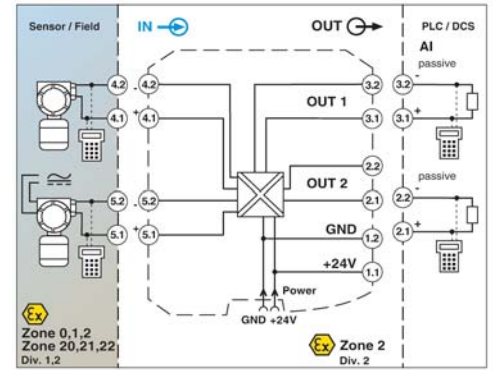 Sensor / Field
IN
OUT
PLC / DCS
AI
passive
4.2
-
4.2
3.2
3.2
-
OUT 1
4.1
+
4.1
3.1
3.1
+
2.2
passive
OUT 2
5.2
-
5.2
2.1
2.2
-
GND
5.1
+
5.1
1.2
2.1
+
+24V
1.1
Power
GND +24V
Ex
Zone 0,1,2
Zone 20,21,22
Div. 1,2
Ex
Zone 2
Div. 2